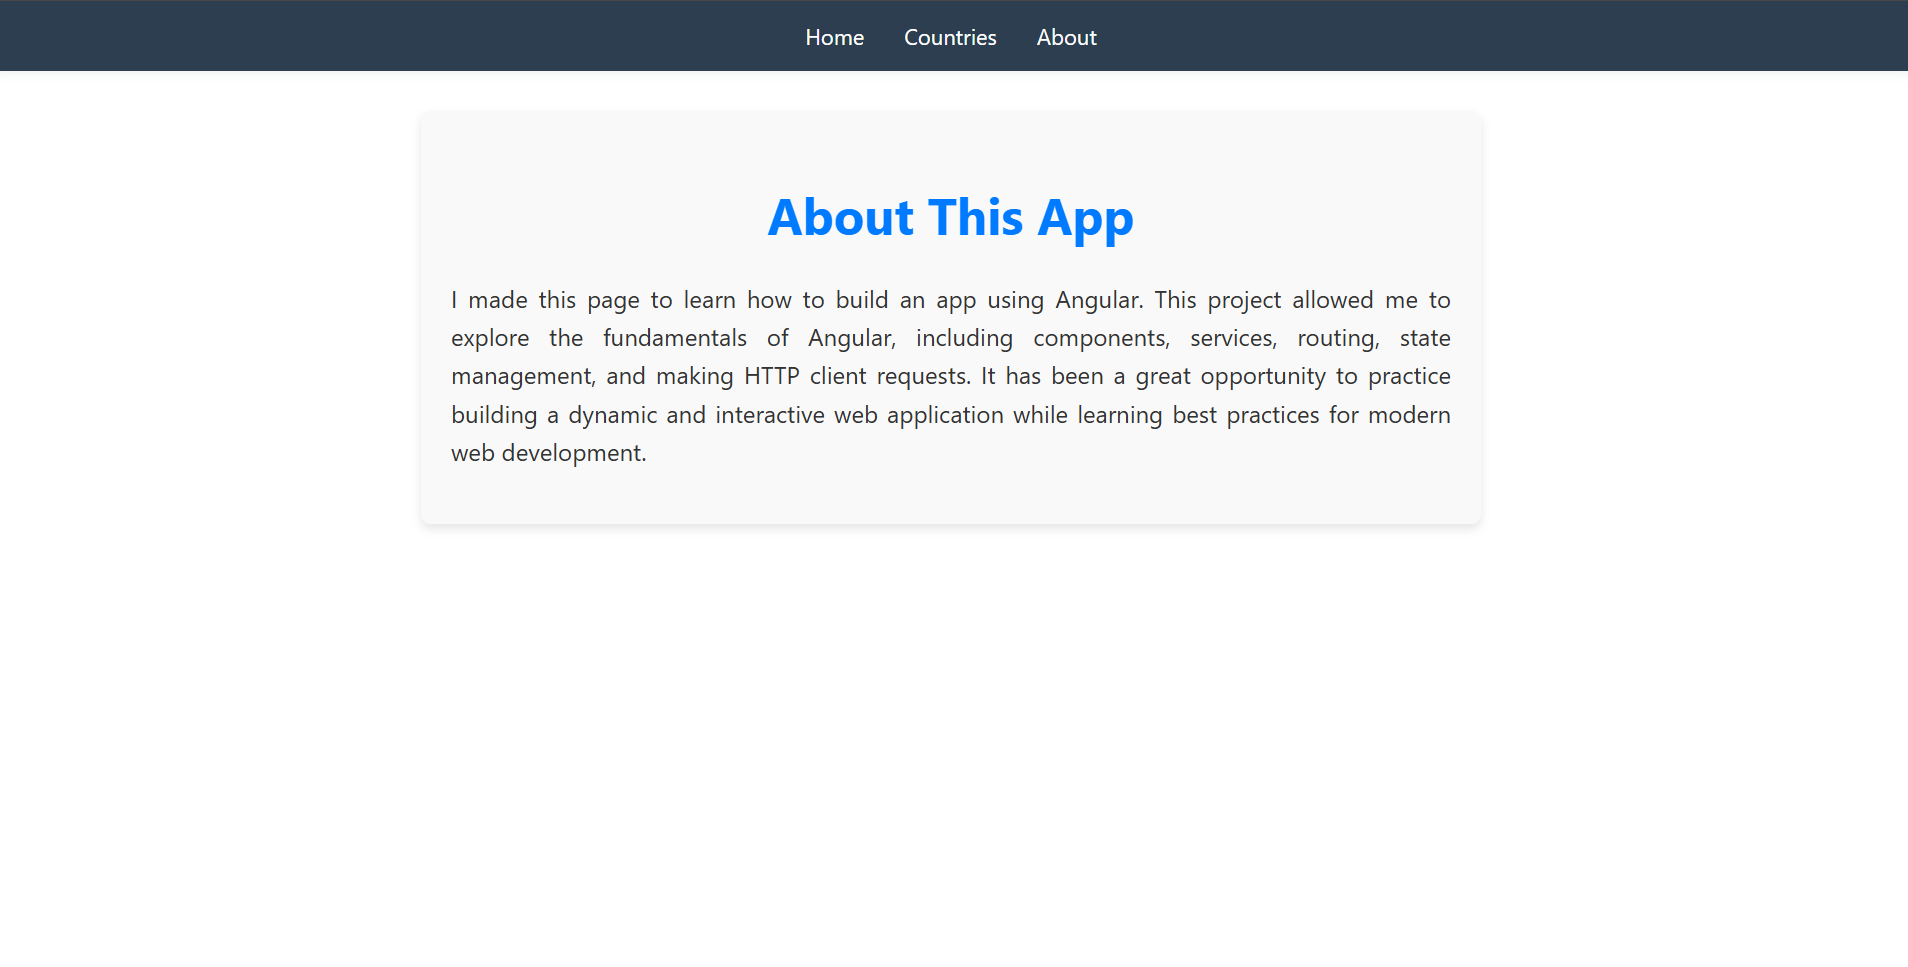 Home Countries About
About This App
I made this page to learn how to build an app using Angular. This project allowed me to
explore the fundamentals of Angular, including components, services, routing, state
management, and making HTTP client requests. It has been a great opportunity to practice
building a dynamic and interactive web application while learning best practices for modern
web development.